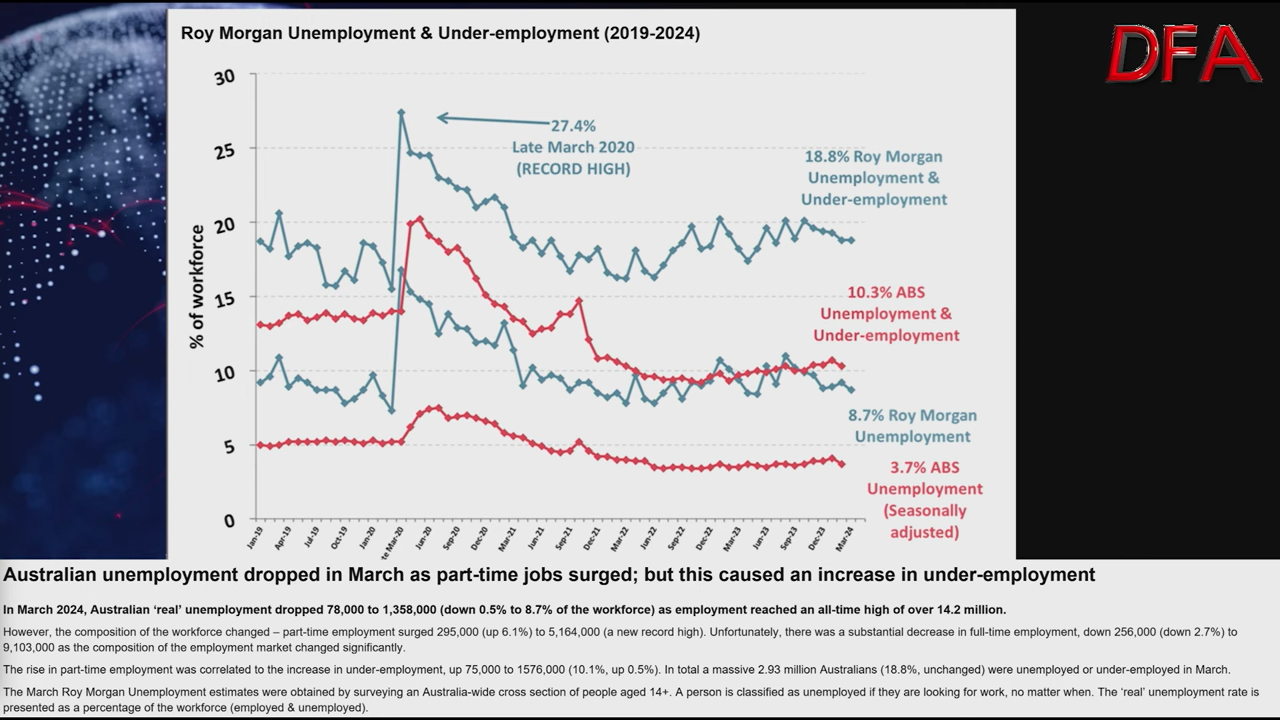 Roy Morgan Unemployment & Under-employment (2019-2024)
DFA
30
25
20
15
10
5
0
% of workforce
27.4%
Late March 2020
(RECORD HIGH)
18.8% Roy Morgan
Unemployment &
Under-employment
10.3% ABS
Unemployment &
Under-employment
8.7% Roy Morgan
Unemployment
3.7% ABS
Unemployment
(Seasonally
adjusted)
Jan-19
Apr-19
Jul-19
Oct-19
Jan-20
te Mar-20
Jun-20
Sep-20
Dec-20
Mar-21
Jun-21
Sep-21
Dec-21
Mar-22
Jun-22
Sep-22
Dec-22
Mar-23
Jun-23
Sep-23
Dec-23
Mar-24
Australian unemployment dropped in March as part-time jobs surged; but this caused an increase in under-employment
In March 2024, Australian ‘real’ unemployment dropped 78,000 to 1,358,000 (down 0.5% to 8.7% of the workforce) as employment reached an all-time high of over 14.2 million.
However, the composition of the workforce changed – part-time employment surged 295,000 (up 6.1%) to 5,164,000 (a new record high). Unfortunately, there was a substantial decrease in full-time employment, down 256,000 (down 2.7%) to
9,103,000 as the composition of the employment market changed significantly.
The rise in part-time employment was correlated to the increase in under-employment, up 75,000 to 1576,000 (10.1%, up 0.5%). In total a massive 2.93 million Australians (18.8%, unchanged) were unemployed or under-employed in March.
The March Roy Morgan Unemployment estimates were obtained by surveying an Australia-wide cross section of people aged 14+. A person is classified as unemployed if they are looking for work, no matter when. The ‘real’ unemployment rate is
presented as a percentage of the workforce (employed & unemployed).